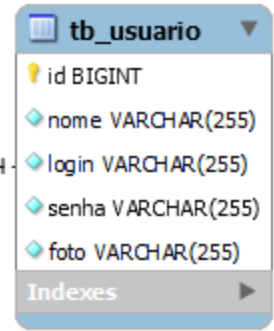 tb_usuario
id BIGINT
nome VARCHAR(255)
login VARCHAR(255)
senha VARCHAR(255)
foto VARCHAR(255)
Indexes